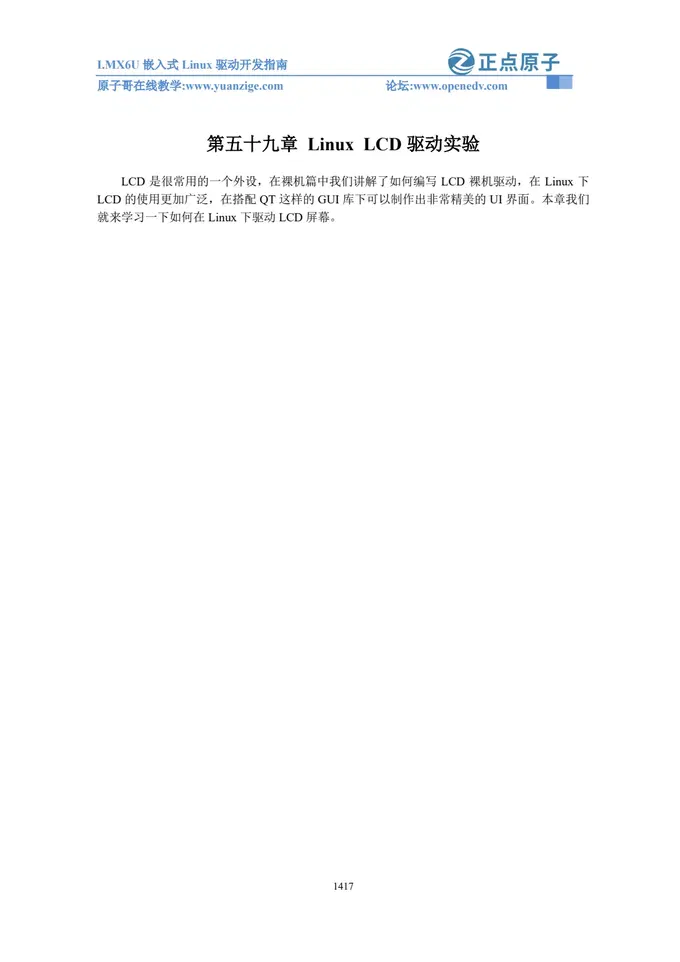 I.MX6U 嵌入式 Linux 驱动开发指南
正点原子
原子哥在线教学:www.yuanzige.com 论坛:www.openedv.com
第五十九章 Linux LCD 驱动实验
LCD 是很常用的一个外设，在裸机篇中我们讲解了如何编写 LCD 裸机驱动，在 Linux 下
LCD 的使用更加广泛，在搭配 QT 这样的 GUI 库下可以制作出非常精美的 UI 界面。本章我们
就来学习一下如何在 Linux 下驱动 LCD 屏幕。
1417